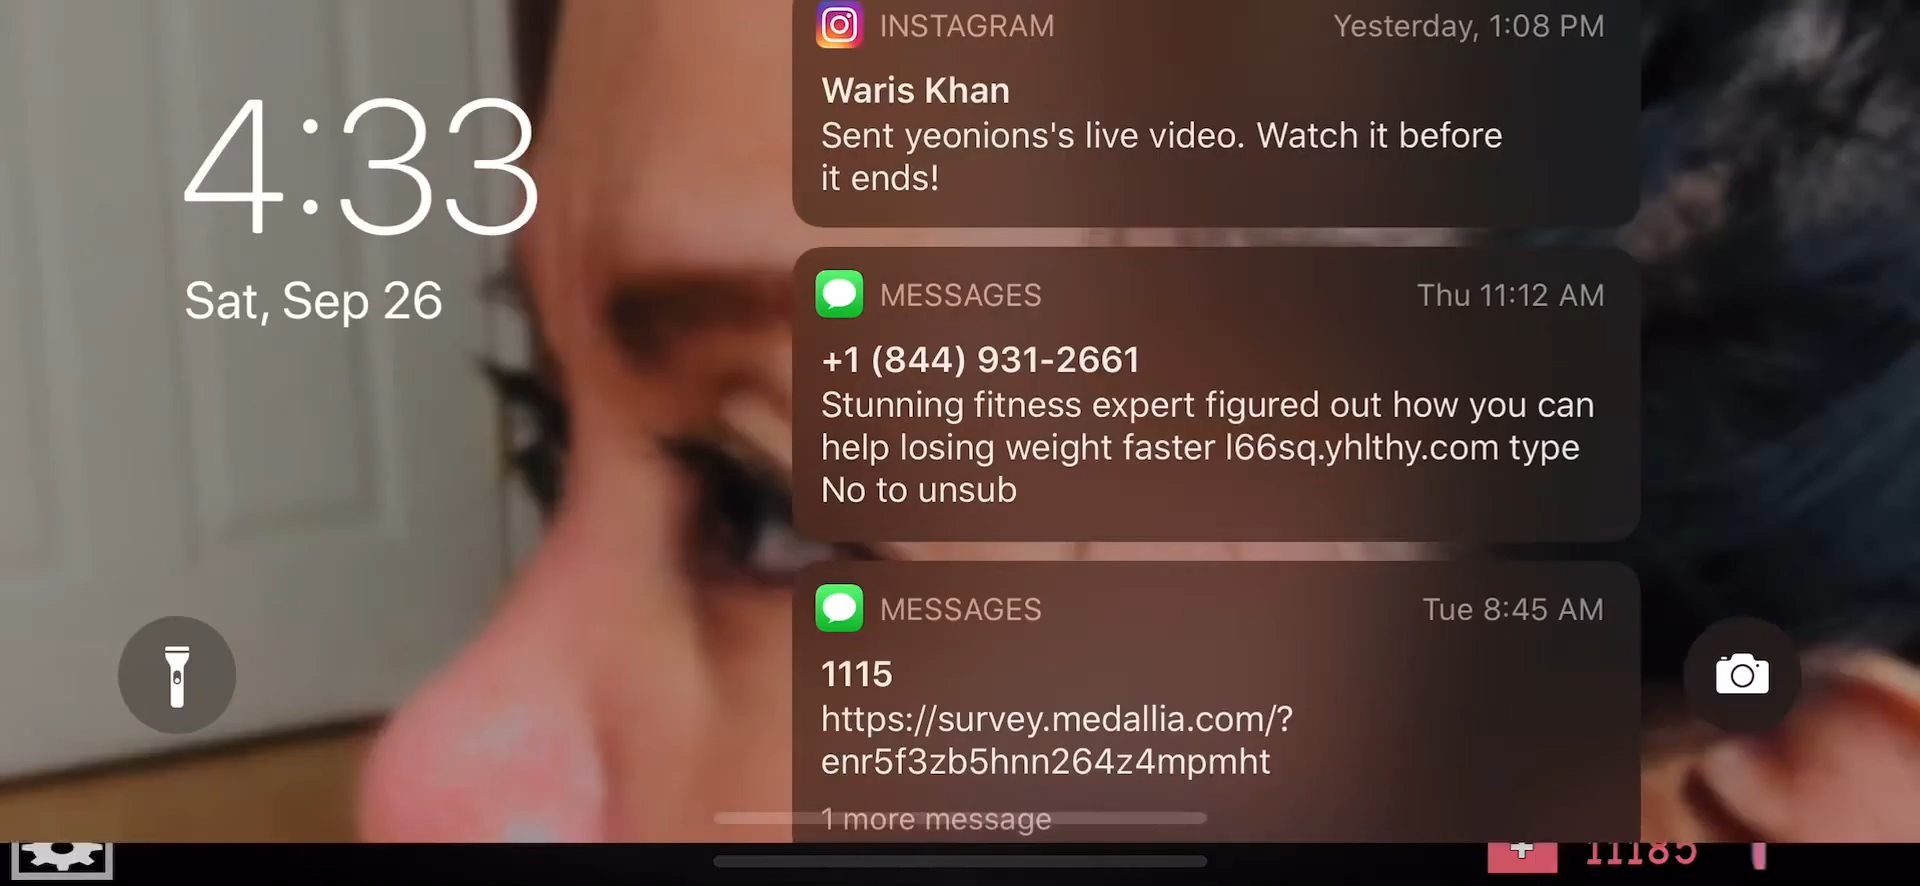 4:33
Sat, Sep 26
INSTAGRAM
Yesterday, 1:08 PM
Waris Khan
Sent yeonions's live video. Watch it before
it ends!
MESSAGES
Thu 11:12 AM
+1 (844) 931-2661
Stunning fitness expert figured out how you can
help losing weight faster l66sq.yhlthy.com type
No to unsub
MESSAGES
Tue 8:45 AM
1115
https://survey.medallia.com/?
enr5f3zb5hnn264z4mpmht
1 more message
11185